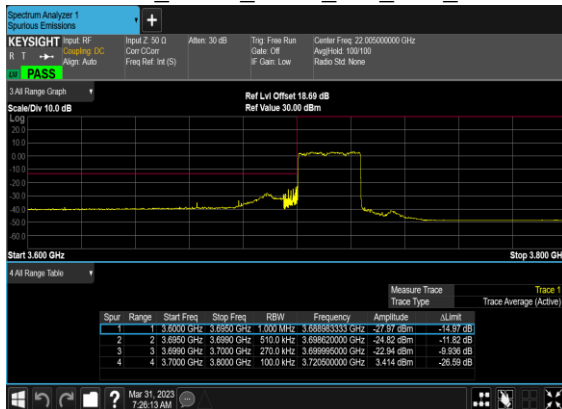 Spectrum Analyzer 1
Spurious Emissions
KEYSIGHT Input: RF Input Z: 50 Ω Atten: 30 dB Trig: Free Run Center Freq: 22.005000000 GHz
R T Coupling: DC Corr CCorr Gate: Off Avg|Hold: 100/100
Align: Auto Freq Ref: Int (S) IF Gain: Low Radio Std: None
PASS
3 All Range Graph
Ref Lvl Offset 18.69 dB
Scale/Div 10.0 dB Ref Value 30.00 dBm
Log
20.0
10.0
0.00
-10.0
-20.0
-30.0
-40.0
-50.0
-60.0
Start 3.600 GHz Stop 3.800 GH
4 All Range Table
Measure Trace Trace 1
Trace Type Trace Average (Active)
Spur Range Start Freq Stop Freq RBW Frequency Amplitude ΔLimit
1 1 3.6000 GHz 3.6950 GHz 1.000 MHz 3.688983333 GHz -27.97 dBm -14.97 dB
2 2 3.6950 GHz 3.6990 GHz 510.0 kHz 3.698620000 GHz -24.82 dBm -11.82 dB
3 3 3.6990 GHz 3.7000 GHz 270.0 kHz 3.699995000 GHz -22.94 dBm -9.936 dB
4 4 3.7000 GHz 3.8000 GHz 100.0 kHz 3.720500000 GHz 3.414 dBm -26.59 dB
Mar 31, 2023
7:26:13 AM